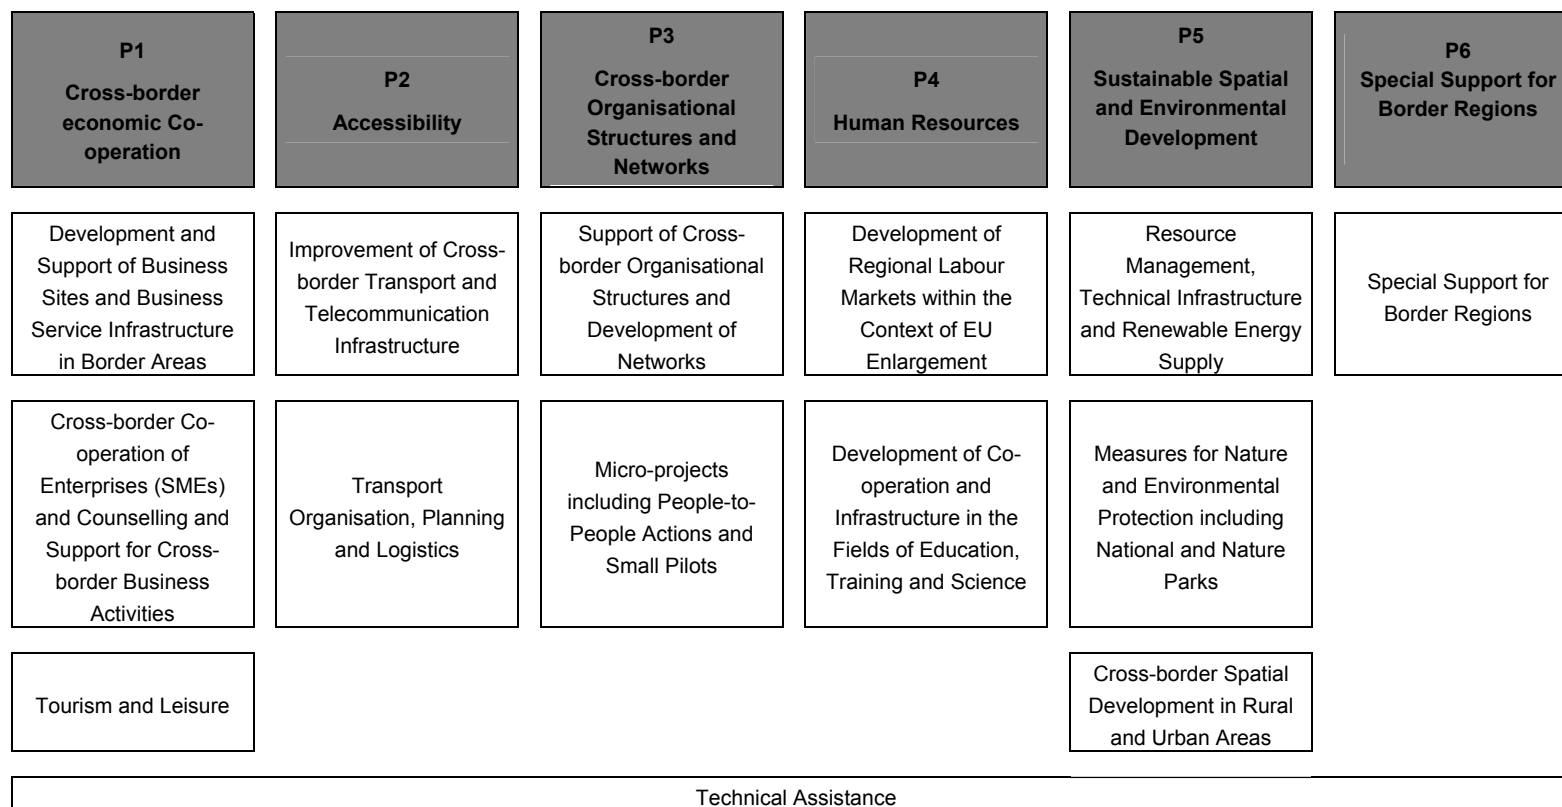 P1
Cross-border
economic Co-
operation
P2
Accessibility
P3
Cross-border
Organisational
Structures and
Networks
P4
Human Resources
P5
Sustainable Spatial
and Environmental
Development
P6
Special Support for
Border Regions
Development and
Support of Business
Sites and Business
Service Infrastructure
in Border Areas
Improvement of Cross-
border Transport and
Telecommunication
Infrastructure
Support of Cross-
border Organisational
Structures and
Development of
Networks
Development of
Regional Labour
Markets within the
Context of EU
Enlargement
Resource
Management,
Technical Infrastructure
and Renewable Energy
Supply
Special Support for
Border Regions
Cross-border Co-
operation of
Enterprises (SMEs)
and Counselling and
Support for Cross-
border Business
Activities
Transport
Organisation, Planning
and Logistics
Micro-projects
including People-to-
People Actions and
Small Pilots
Development of Co-
operation and
Infrastructure in the
Fields of Education,
Training and Science
Measures for Nature
and Environmental
Protection including
National and Nature
Parks
Tourism and Leisure
Cross-border Spatial
Development in Rural
and Urban Areas
Technical Assistance